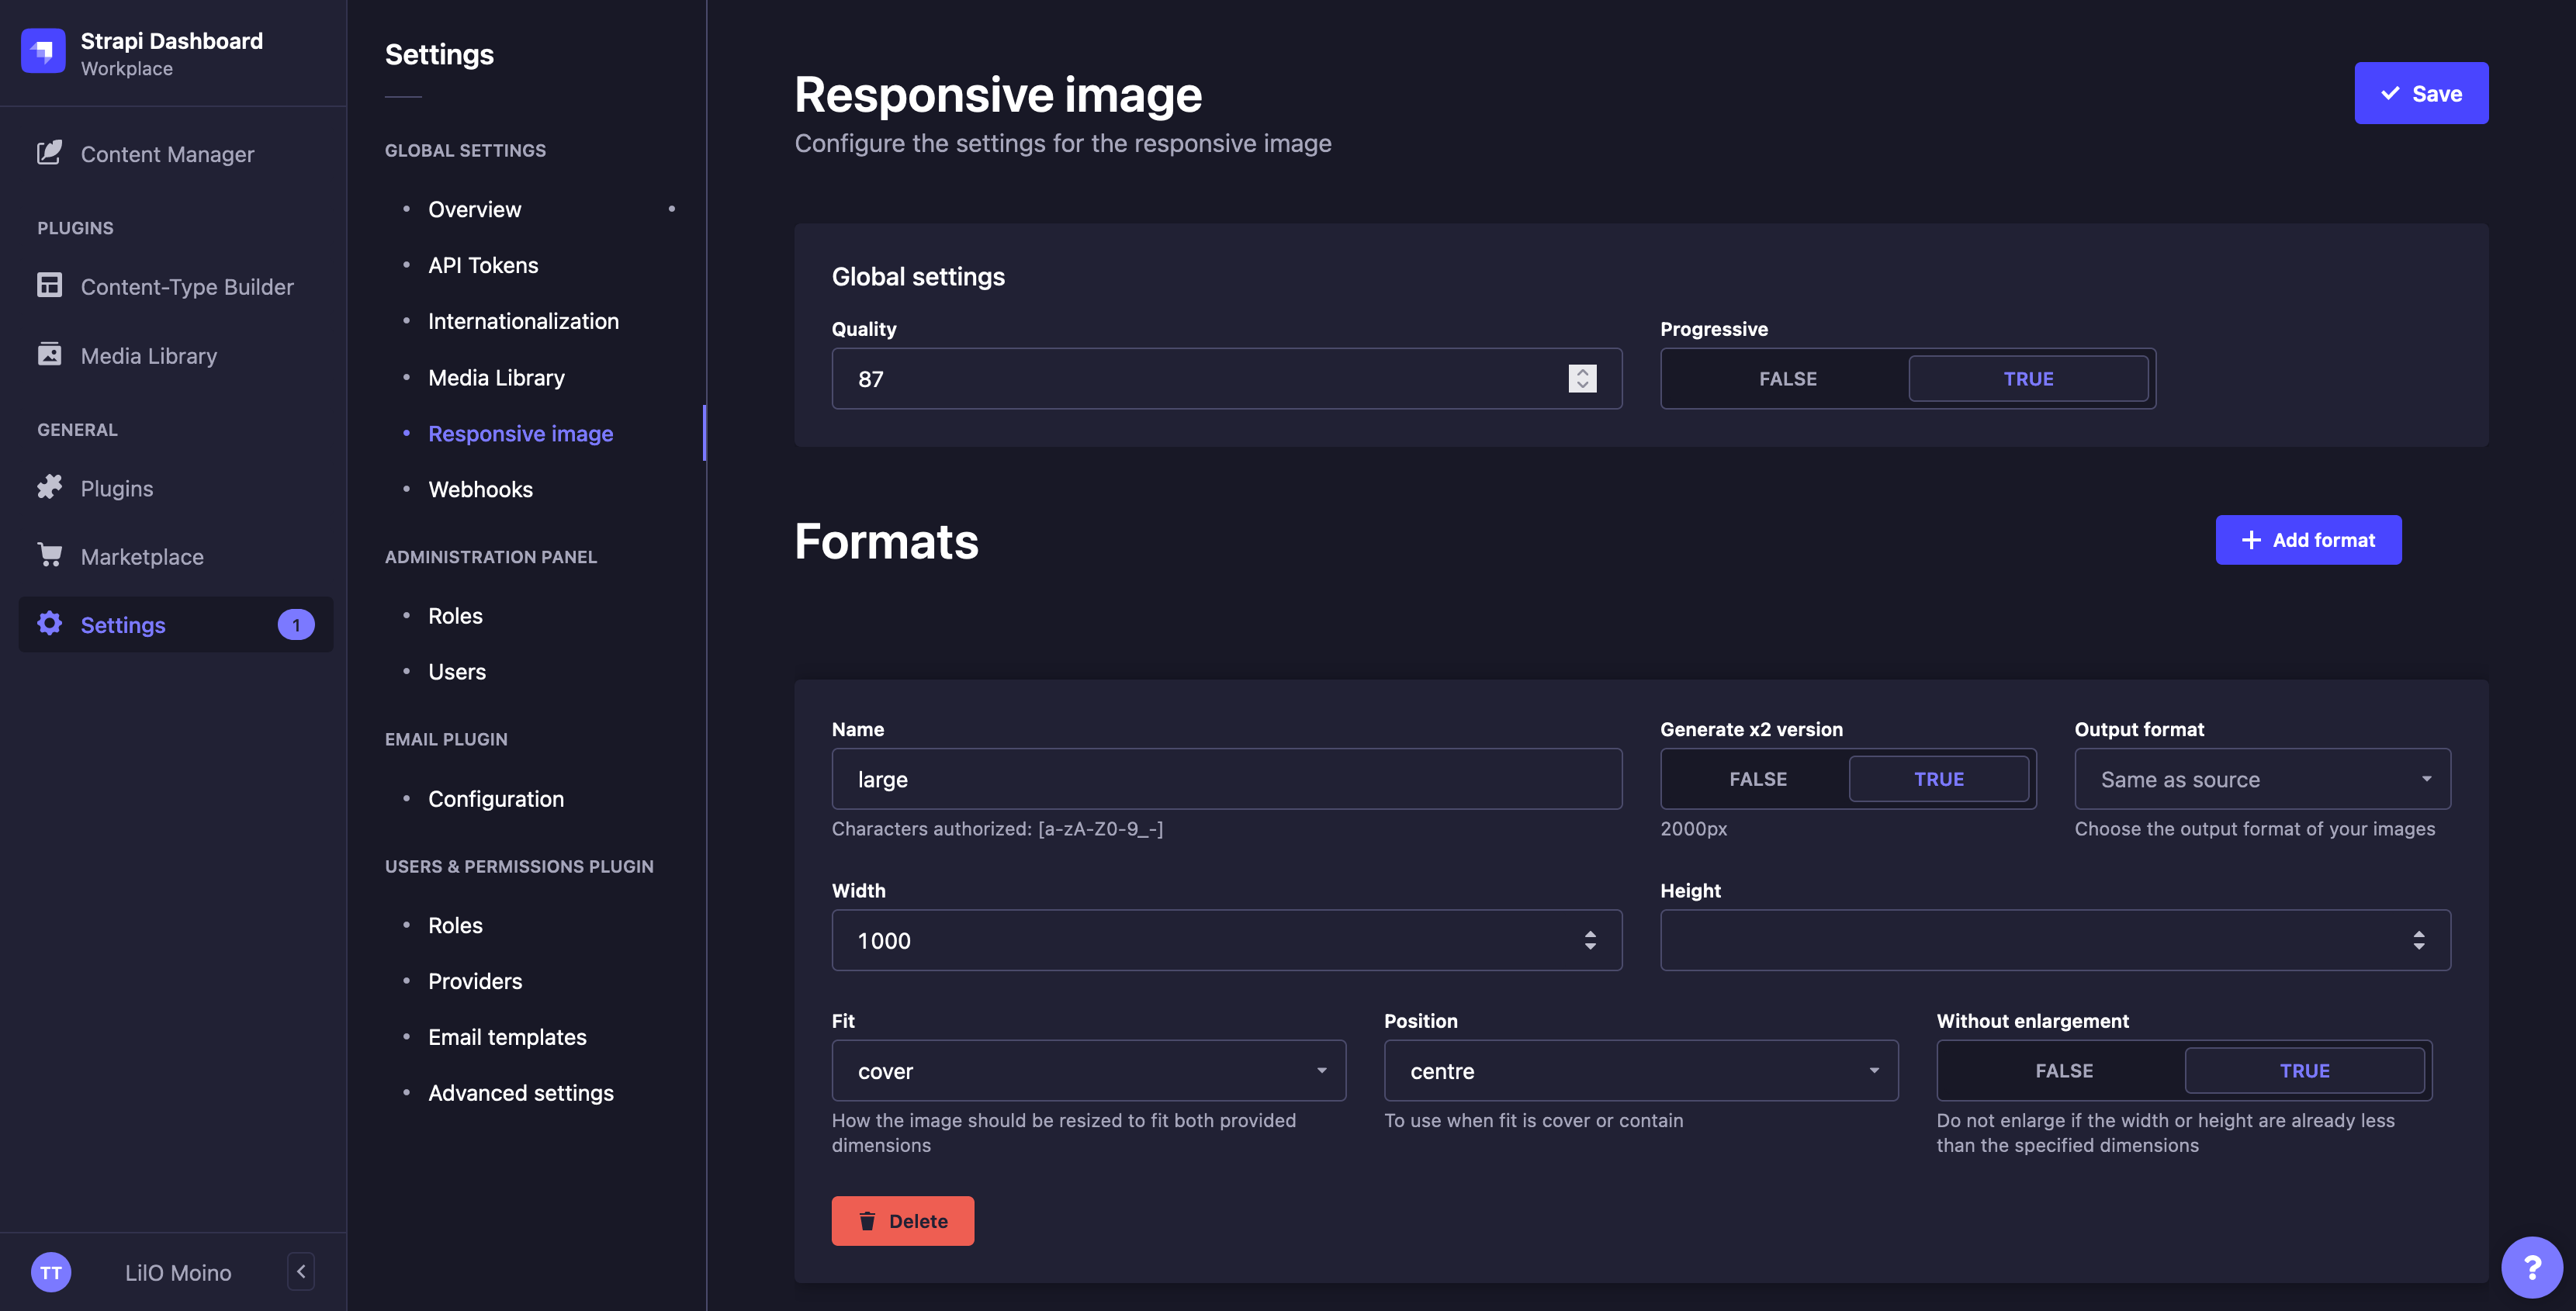 Strapi Dashboard
Workplace
Content Manager
PLUGINS
Content-Type Builder
Media Library
GENERAL
Plugins
Marketplace
Settings
1
TT
LilO Moino
Settings
GLOBAL SETTINGS
Overview
API Tokens
Internationalization
Media Library
Responsive image
Webhooks
ADMINISTRATION PANEL
Roles
Users
EMAIL PLUGIN
Configuration
USERS & PERMISSIONS PLUGIN
Roles
Providers
Email templates
Advanced settings
Responsive image
Configure the settings for the responsive image
Save
Global settings
Quality
87
Progressive
FALSE TRUE
Formats
Add format
Name
large
Characters authorized: [a-zA-Z0-9_-]
Generate x2 version
FALSE TRUE
2000px
Output format
Same as source
Choose the output format of your images
Width
1000
Height
Fit
cover
How the image should be resized to fit both provided
dimensions
Position
centre
To use when fit is cover or contain
Without enlargement
FALSE TRUE
Do not enlarge if the width or height are already less
than the specified dimensions
Delete
?